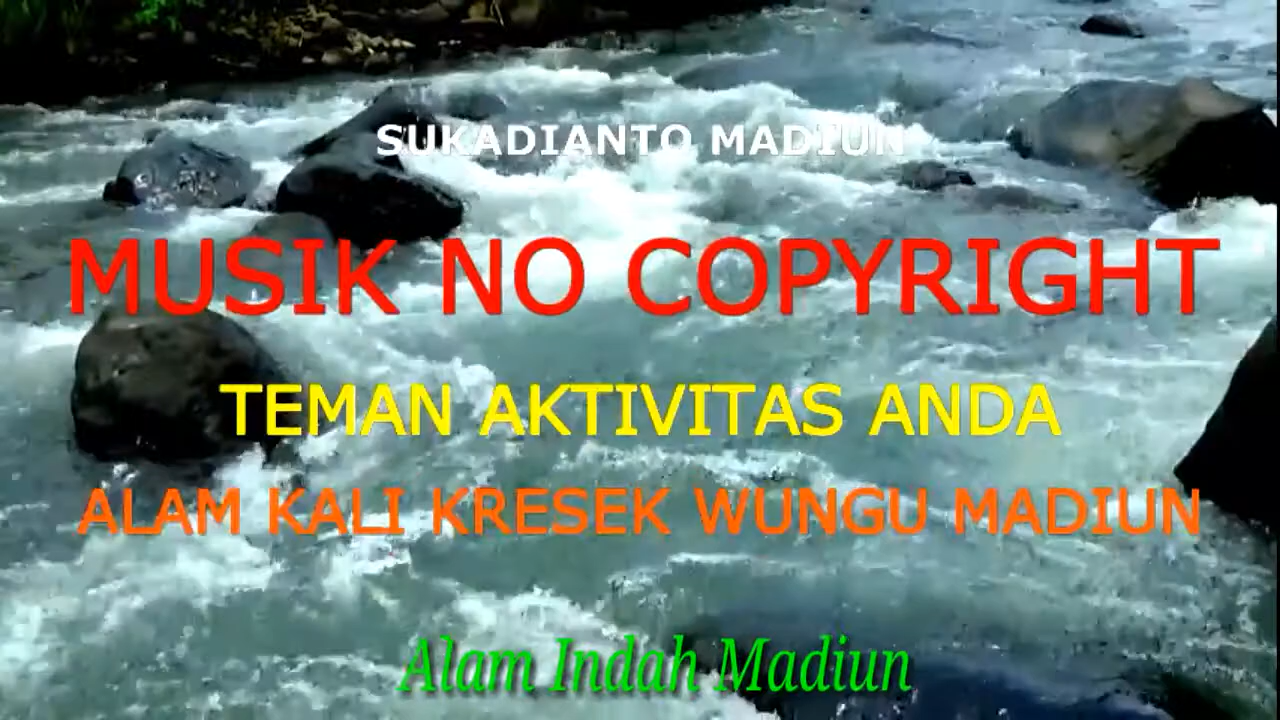 SUKADIANTO MADIUN
MUSIK NO COPYRIGHT
TEMAN AKTIVITAS ANDA
ALAM KALI KRESEK WUNGU MADIUN
Alam Indah Madiun